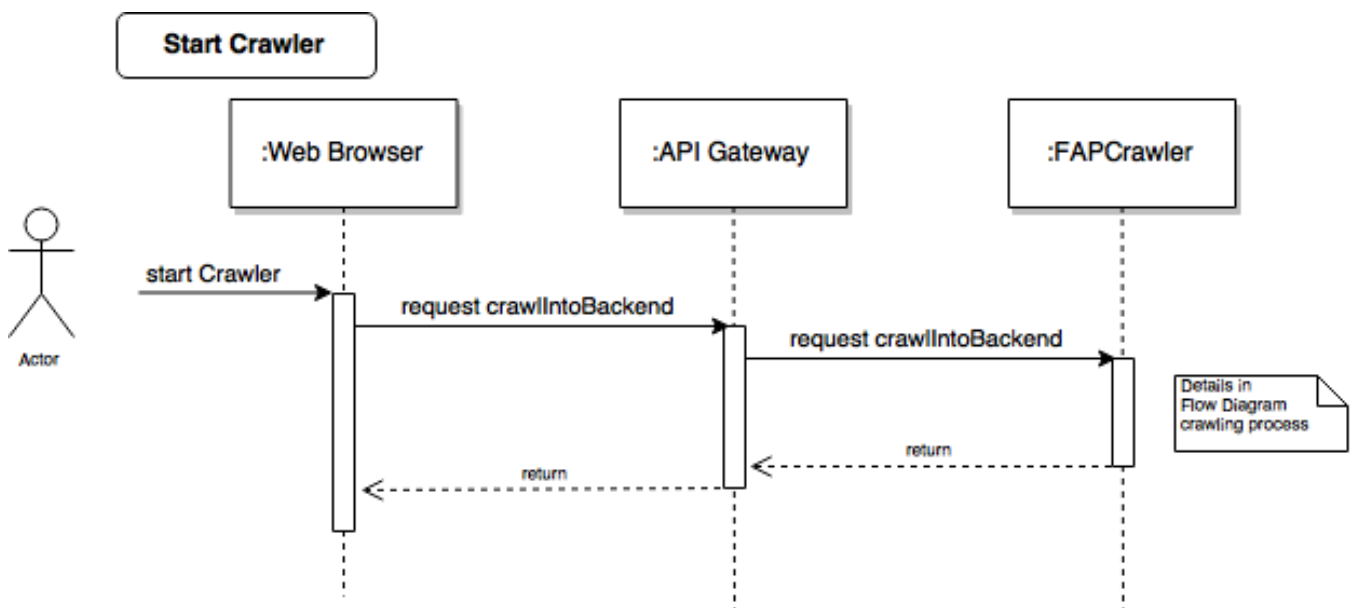 Start Crawler
:Web Browser
:API Gateway
:FAPCrawler
start Crawler
request crawlIntoBackend
request crawlIntoBackend
Actor
Details in
Flow Diagram
crawling process
return
return